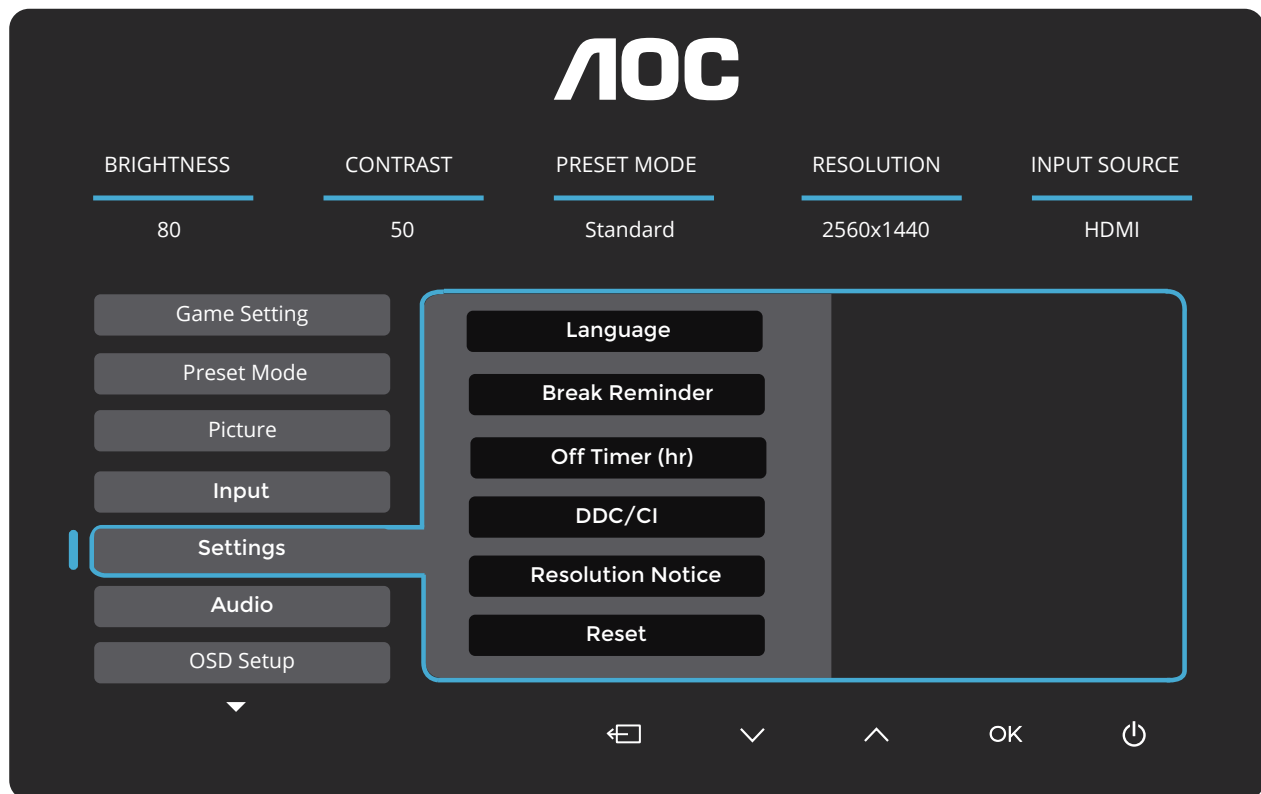 AOC
BRIGHTNESS CONTRAST PRESET MODE RESOLUTION INPUT SOURCE
80 50 Standard 2560x1440 HDMI
Game Setting
Preset Mode
Picture
Input
Settings
Audio
OSD Setup
Language
Break Reminder
Off Timer (hr)
DDC/CI
Resolution Notice
Reset
OK